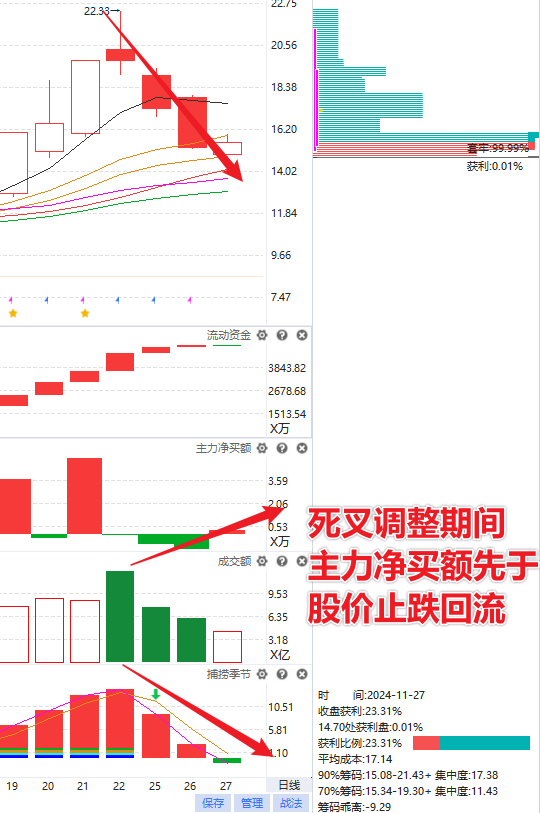 22.75
22.33→
20.56
18.38
16.20
套牢:99.99%
获利:0.01%
14.02
11.84
9.66
7.47
流动资金
3843.82
2678.68
1513.54
X万
主力净买额
3.59
2.06
0.53
X万
死叉调整期间
主力净买额先于
股价止跌回流
成交额
9.53
6.35
3.18
X亿
捕捞季节
10.51
5.81
1.10
19 20 21 22 25 26 27 日线
保存 管理 战法
时 间:2024-11-27
收盘获利:23.31%
14.70处获利盘:0.01%
获利比例:23.31%
平均成本:17.14
90%筹码:15.08-21.43+ 集中度:17.38
70%筹码:15.34-19.30+ 集中度:11.43
筹码乖离:-9.29